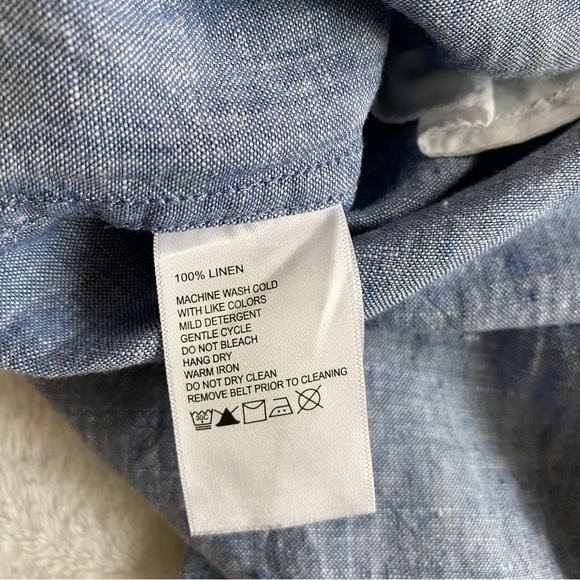 100% LINEN
MACHINE WASH COLD
WITH LIKE COLORS
MILD DETERGENT
GENTLE CYCLE
DO NOT BLEACH
HANG DRY
WARM IRON
DO NOT DRY CLEAN
REMOVE BELT PRIOR TO CLEANING
30C